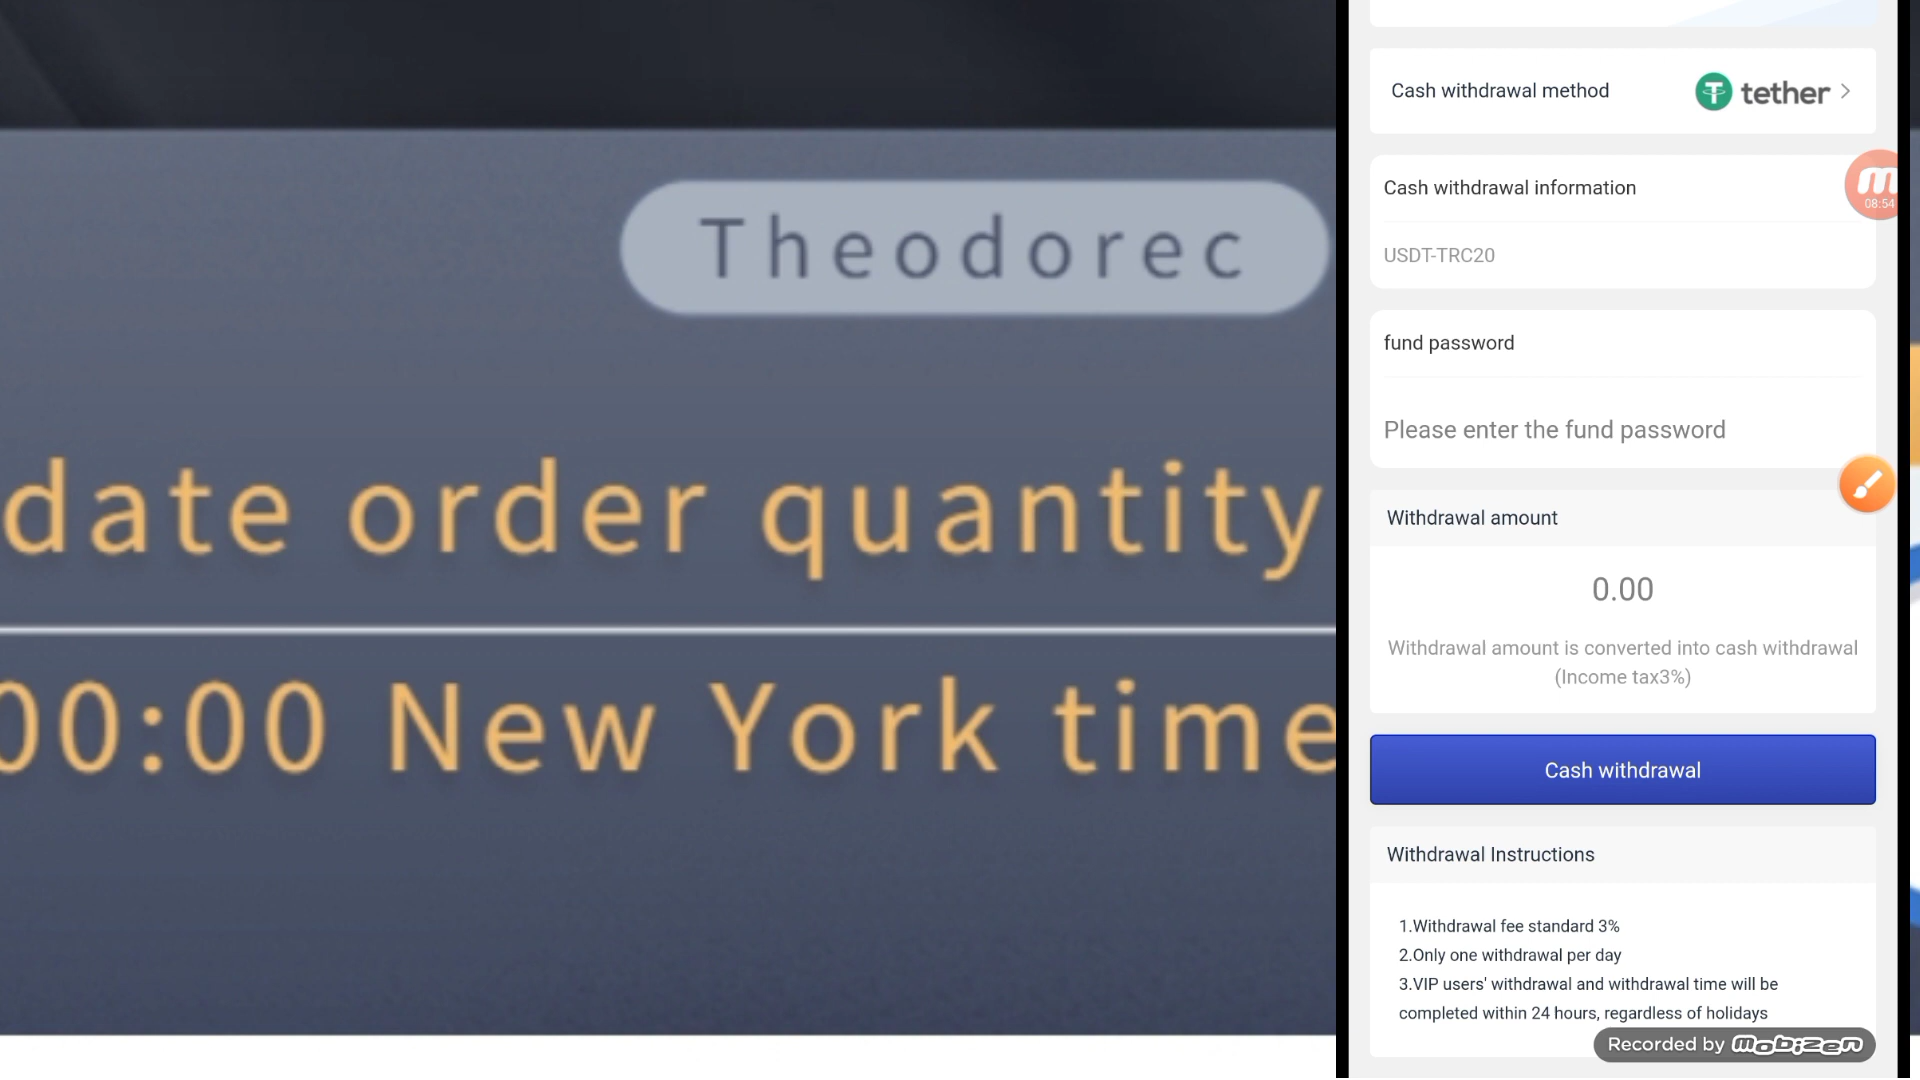 Theodorec
date order quantity
00:00 New York time
Cash withdrawal method
tether
Cash withdrawal information
08:54
USDT-TRC20
fund password
Please enter the fund password
Withdrawal amount
0.00
Withdrawal amount is converted into cash withdrawal
(Income tax3%)
Cash withdrawal
Withdrawal Instructions
1.Withdrawal fee standard 3%
2.Only one withdrawal per day
3.VIP users' withdrawal and withdrawal time will be
completed within 24 hours, regardless of holidays
Recorded by mobizen